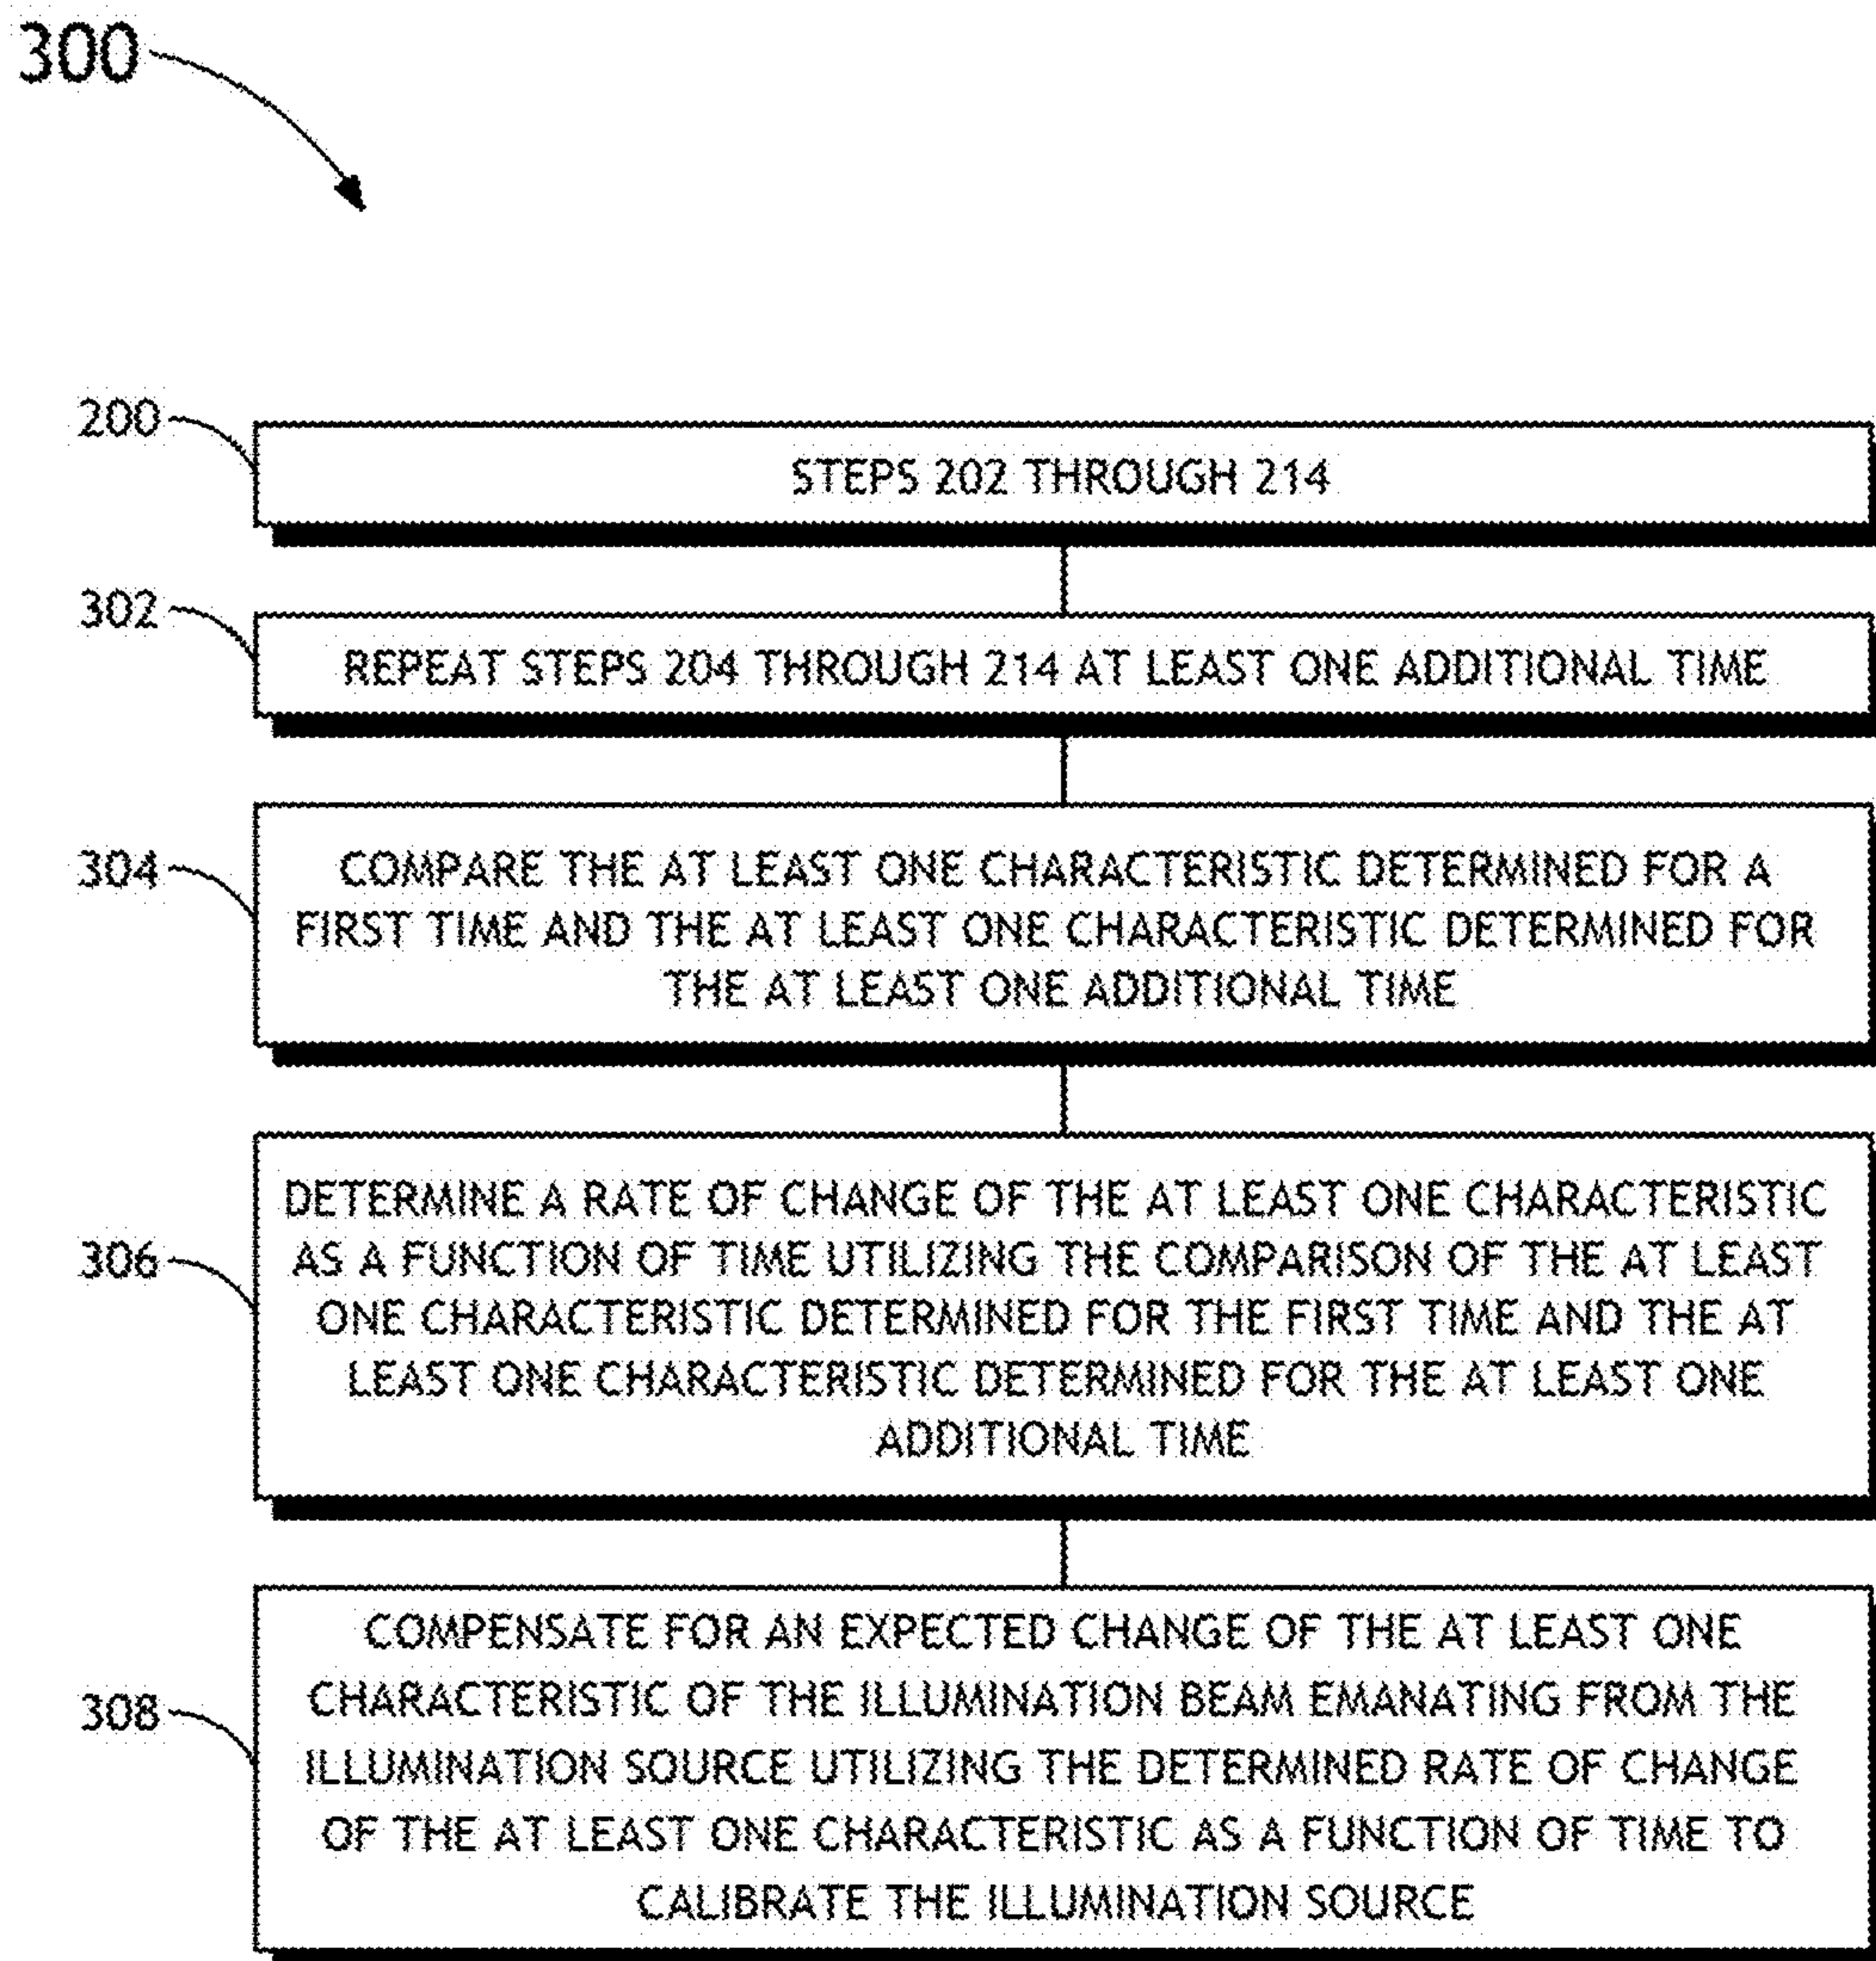 300
200
STEPS 202 THROUGH 214
302
REPEAT STEPS 204 THROUGH 214 AT LEAST ONE ADDITIONAL TIME
304
COMPARE THE AT LEAST ONE CHARACTERISTIC DETERMINED FOR A
FIRST TIME AND THE AT LEAST ONE CHARACTERISTIC DETERMINED FOR
THE AT LEAST ONE ADDITIONAL TIME
306
DETERMINE A RATE OF CHANGE OF THE AT LEAST ONE CHARACTERISTIC
AS A FUNCTION OF TIME UTILIZING THE COMPARISON OF THE AT LEAST
ONE CHARACTERISTIC DETERMINED FOR THE FIRST TIME AND THE AT
LEAST ONE CHARACTERISTIC DETERMINED FOR THE AT LEAST ONE
ADDITIONAL TIME
308
COMPENSATE FOR AN EXPECTED CHANGE OF THE AT LEAST ONE
CHARACTERISTIC OF THE ILLUMINATION BEAM EMANATING FROM THE
ILLUMINATION SOURCE UTILIZING THE DETERMINED RATE OF CHANGE
OF THE AT LEAST ONE CHARACTERISTIC AS A FUNCTION OF TIME TO
CALIBRATE THE ILLUMINATION SOURCE